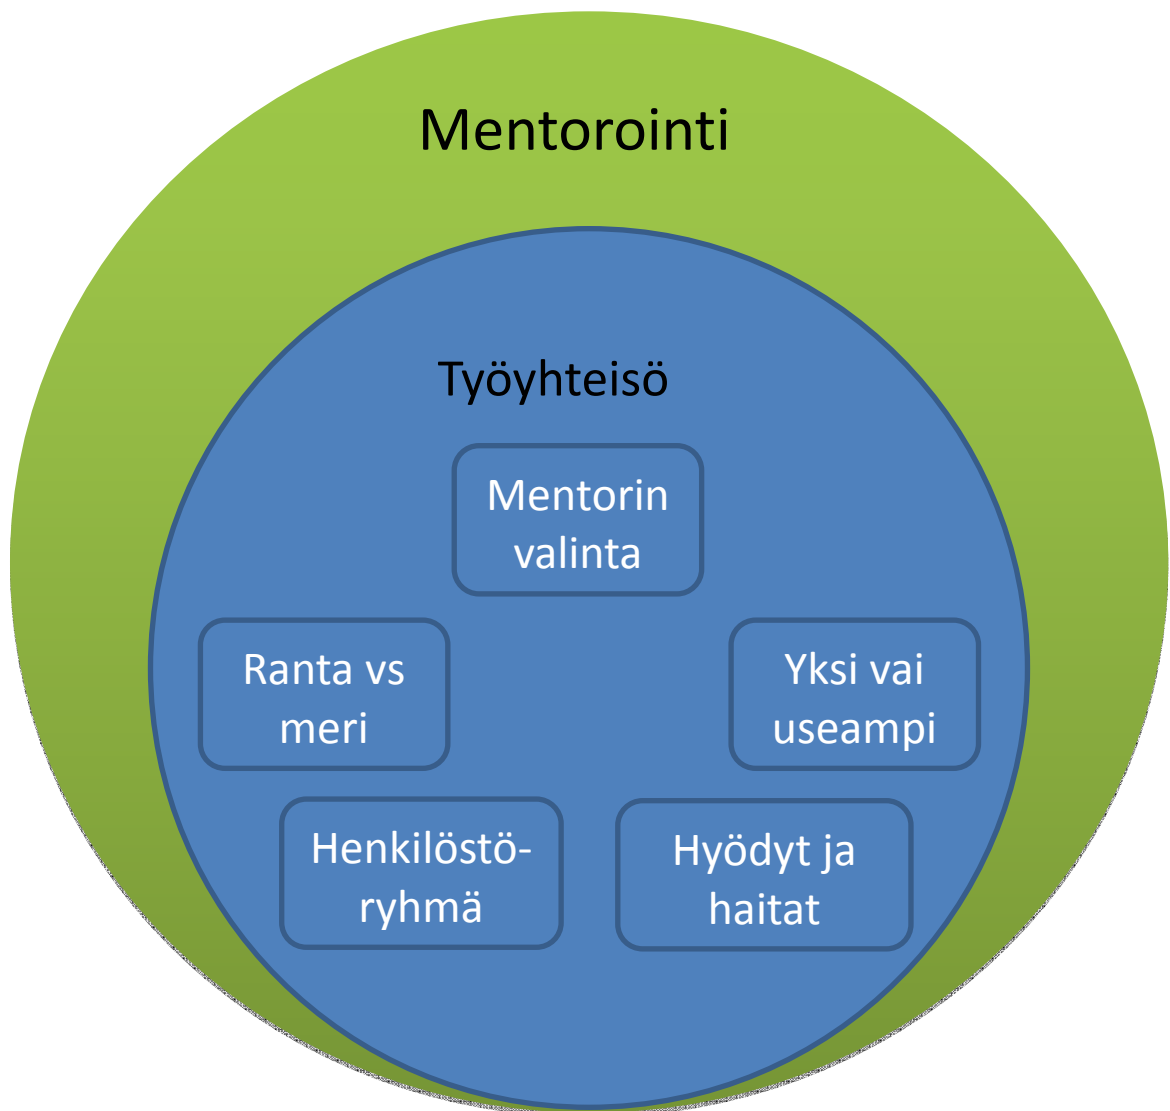 Mentorointi
Työyhteisö
Mentorin
valinta
Ranta vs
meri
Yksi vai
useampi
Henkilöstö-
ryhmä
Hyödyt ja
haitat